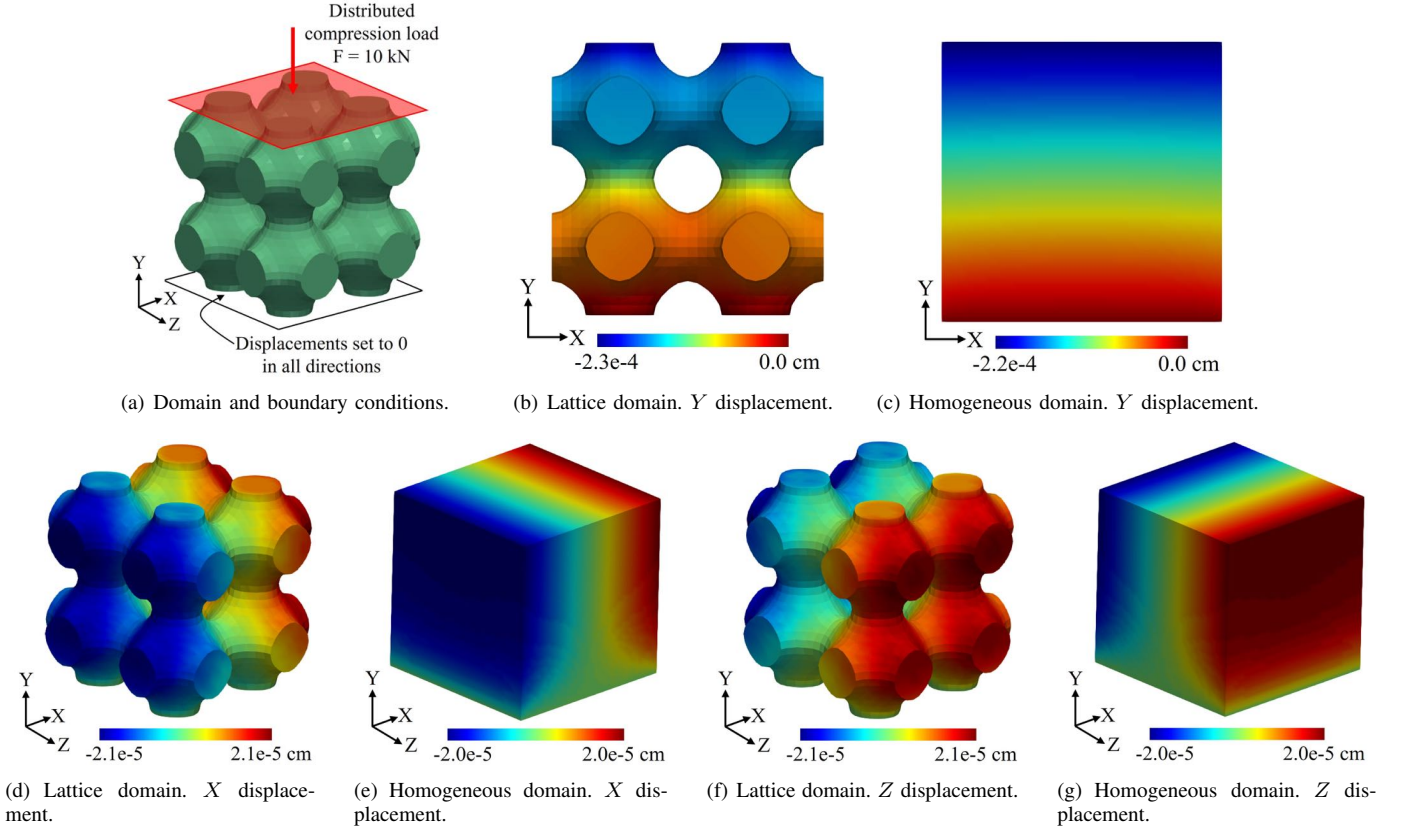 Distributed
compression load
F = 10 kN
Y
X
Z
Displacements set to 0
in all directions
(a) Domain and boundary conditions.
Y
X
-2.3e-4 0.0 cm
(b) Lattice domain. Y displacement.
Y
X
-2.2e-4 0.0 cm
(c) Homogeneous domain. Y displacement.
Y
X
Z
-2.1e-5 2.1e-5 cm
(d) Lattice domain. X displace-
ment.
Y
X
Z
-2.0e-5 2.0e-5 cm
(e) Homogeneous domain. X dis-
placement.
Y
X
Z
-2.1e-5 2.1e-5 cm
(f) Lattice domain. Z displacement.
Y
X
Z
-2.0e-5 2.0e-5 cm
(g) Homogeneous domain. Z dis-
placement.